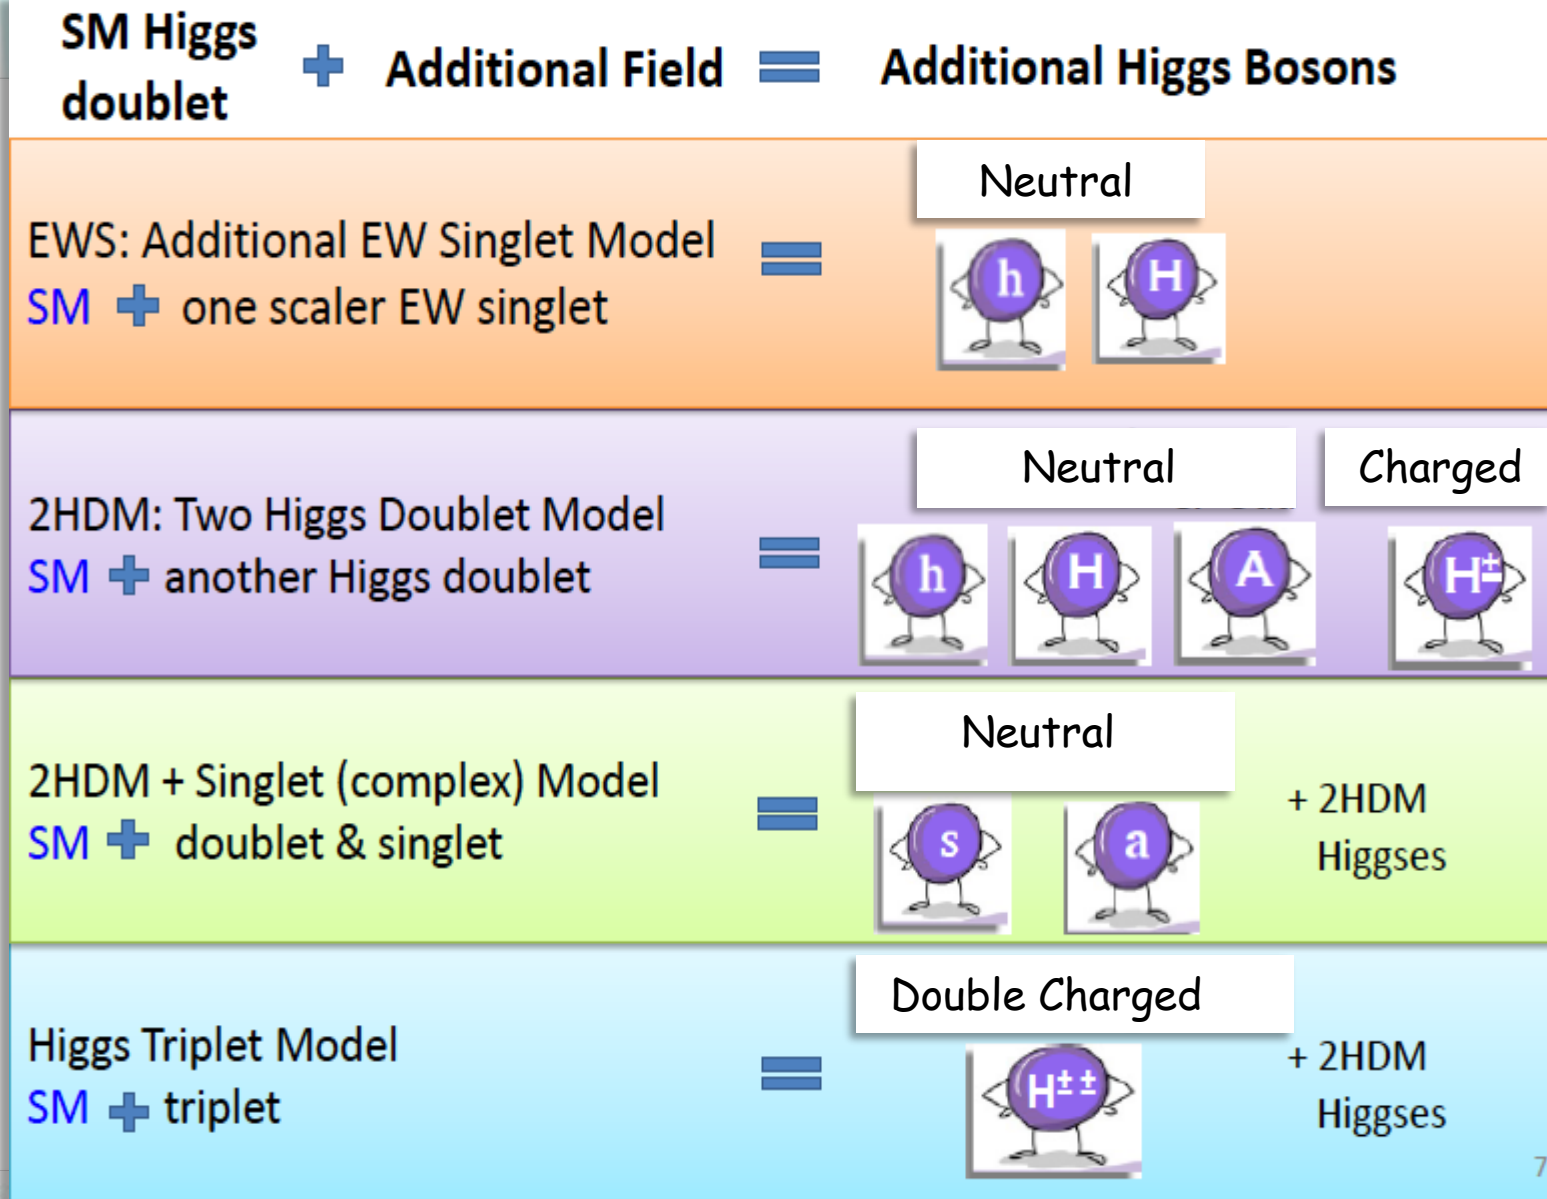 SM Higgs
doublet
Additional Field
Additional Higgs Bosons
EWS: Additional EW Singlet Model
SM + one scaler EW singlet
Neutral
h H
2HDM: Two Higgs Doublet Model
SM + another Higgs doublet
Neutral
Charged
h H A H±
2HDM + Singlet (complex) Model
SM + doublet & singlet
Neutral
s a
+ 2HDM
Higgses
Higgs Triplet Model
SM + triplet
Double Charged
H±±
+ 2HDM
Higgses
7